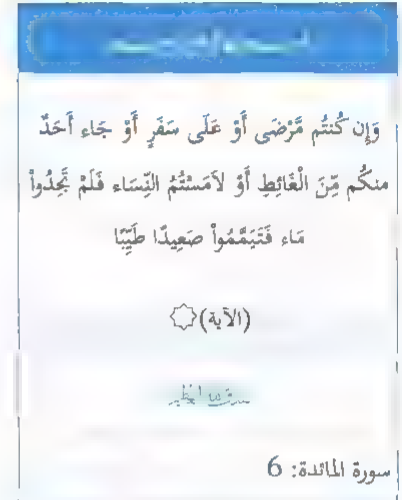 وَإِن كُنتُم مَّرْضَى أَوْ عَلَى سَفَرٍ أَوْ جَاء أَحَدٌ
منكُم مِّنَ الْغَائِطِ أَوْ لاَمَسْتُمُ النِّسَاء فَلَمْ تَجِدُواْ
مَاء فَتَيَمَّمُواْ صَعِيدًا طَيِّبًا
(الآية)
سورة المائدة: 6